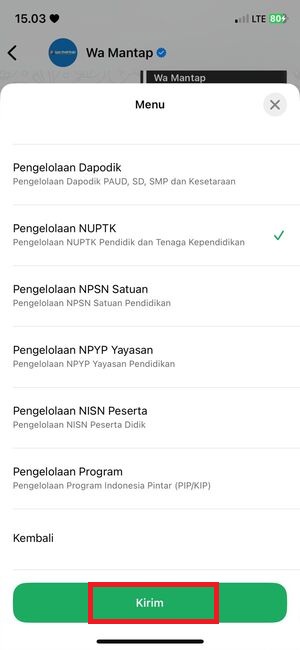 15.03
LTE 80
Wa Mantap
Wa Mantap
Menu
Pengelolaan Dapodik
Pengelolaan Dapodik PAUD, SD, SMP dan Kesetaraan
Pengelolaan NUPTK
Pengelolaan NUPTK Pendidik dan Tenaga Kependidikan
Pengelolaan NPSN Satuan
Pengelolaan NPSN Satuan Pendidikan
Pengelolaan NPYP Yayasan
Pengelolaan NPYP Yayasan Pendidikan
Pengelolaan NISN Peserta
Pengelolaan NISN Peserta Didik
Pengelolaan Program
Pengelolaan Program Indonesia Pintar (PIP/KIP)
Kembali
Kirim